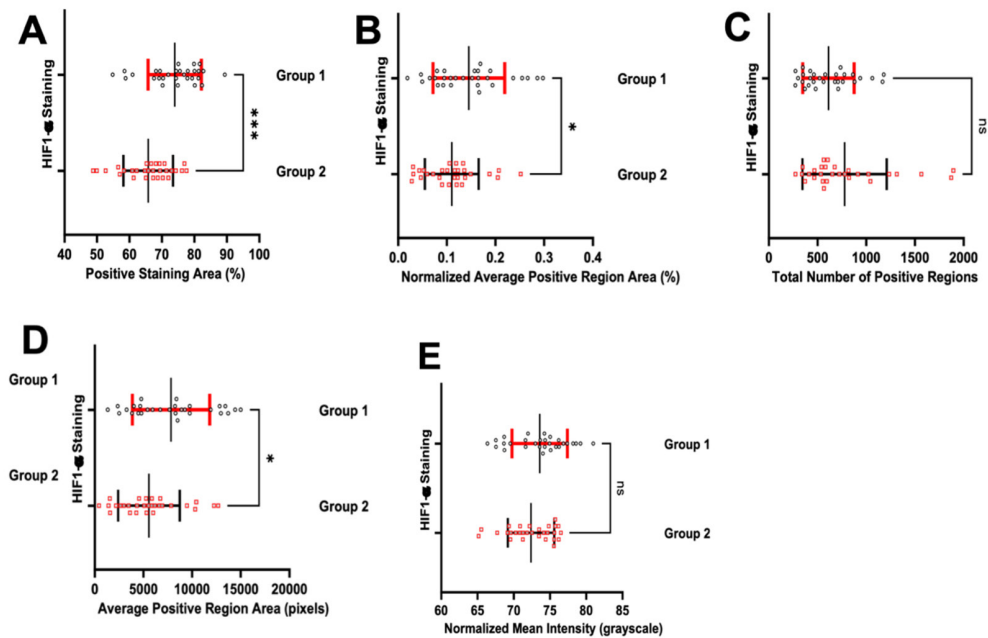 A
HIF1-α Staining
Group 1
Group 2
****
40 50 60 70 80 90 100
Positive Staining Area (%)
B
HIF1-α Staining
Group 1
Group 2
*
0.0 0.1 0.2 0.3 0.4
Normalized Average Positive Region Area (%)
C
HIF1-α Staining
ns
0 500 1000 1500 2000
Total Number of Positive Regions
D
Group 1
Group 2
HIF1-α Staining
Group 1
Group 2
*
0 5000 10000 15000 20000
Average Positive Region Area (pixels)
E
HIF1-α Staining
Group 1
Group 2
ns
60 65 70 75 80 85
Normalized Mean Intensity (grayscale)